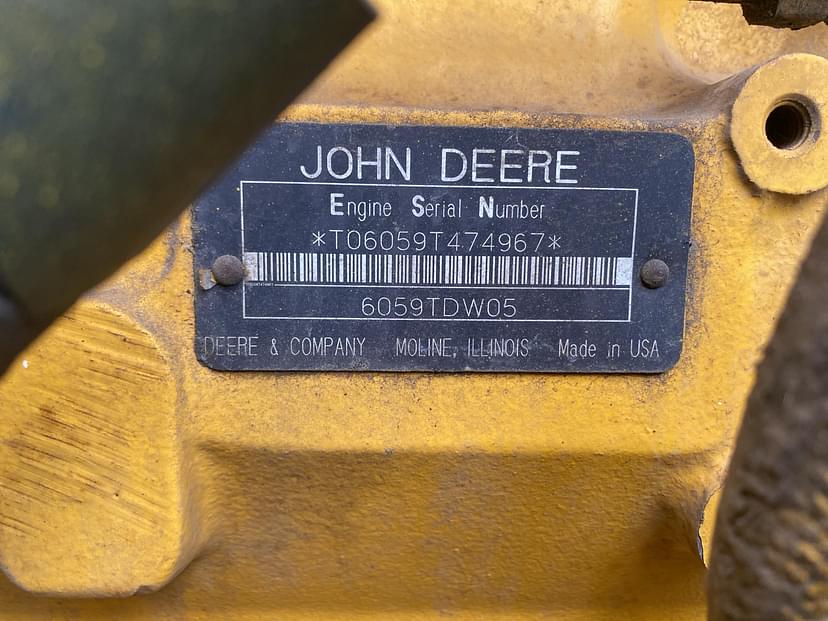 JOHN DEERE
Engine Serial Number
*T06059T474967*
6059TDW05
DEERE & COMPANY MOLINE, ILLINOIS Made in USA